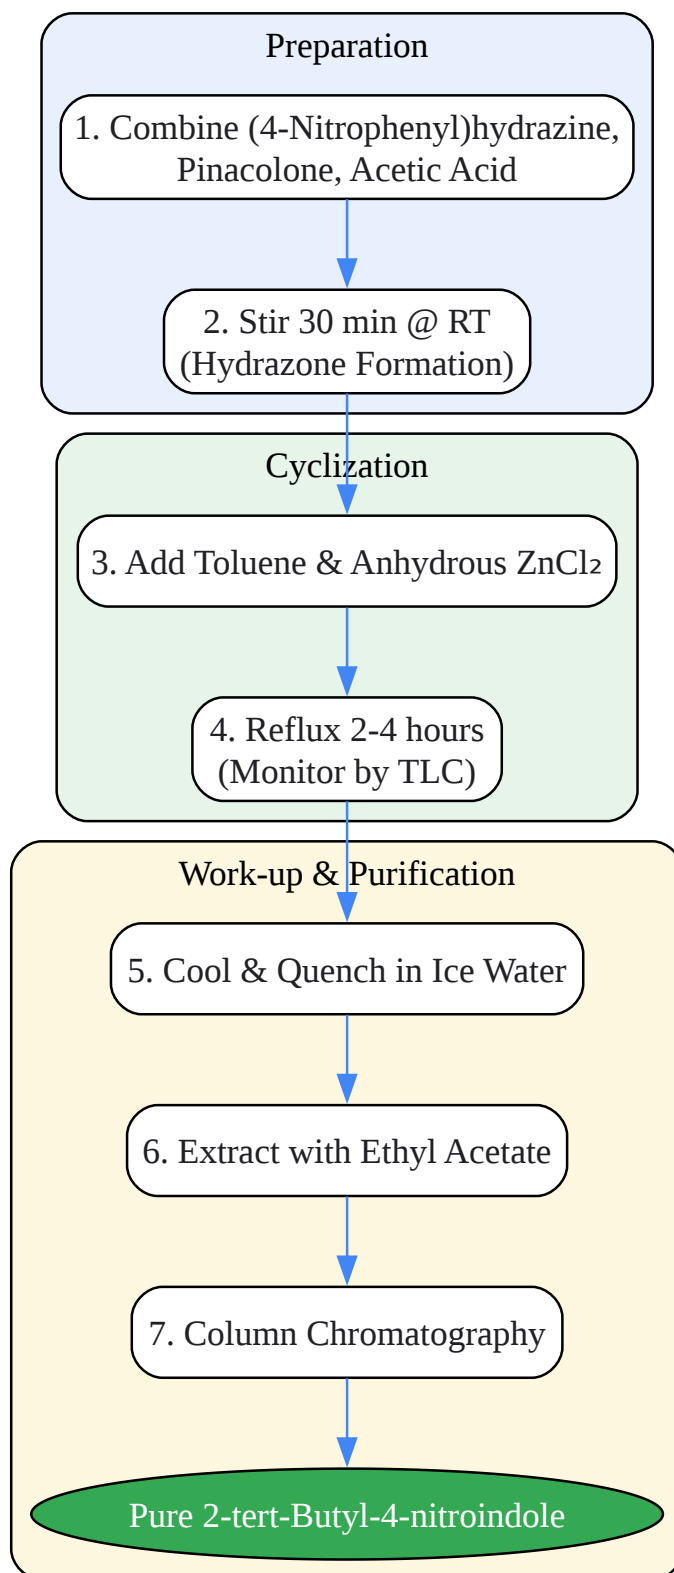 Preparation
1. Combine (4-Nitrophenyl)hydrazine,
Pinacolone, Acetic Acid
2. Stir 30 min @ RT
(Hydrazone Formation)
Cyclization
3. Add Toluene & Anhydrous ZnCl₂
4. Reflux 2-4 hours
(Monitor by TLC)
Work-up & Purification
5. Cool & Quench in Ice Water
6. Extract with Ethyl Acetate
7. Column Chromatography
Pure 2-tert-Butyl-4-nitroindole